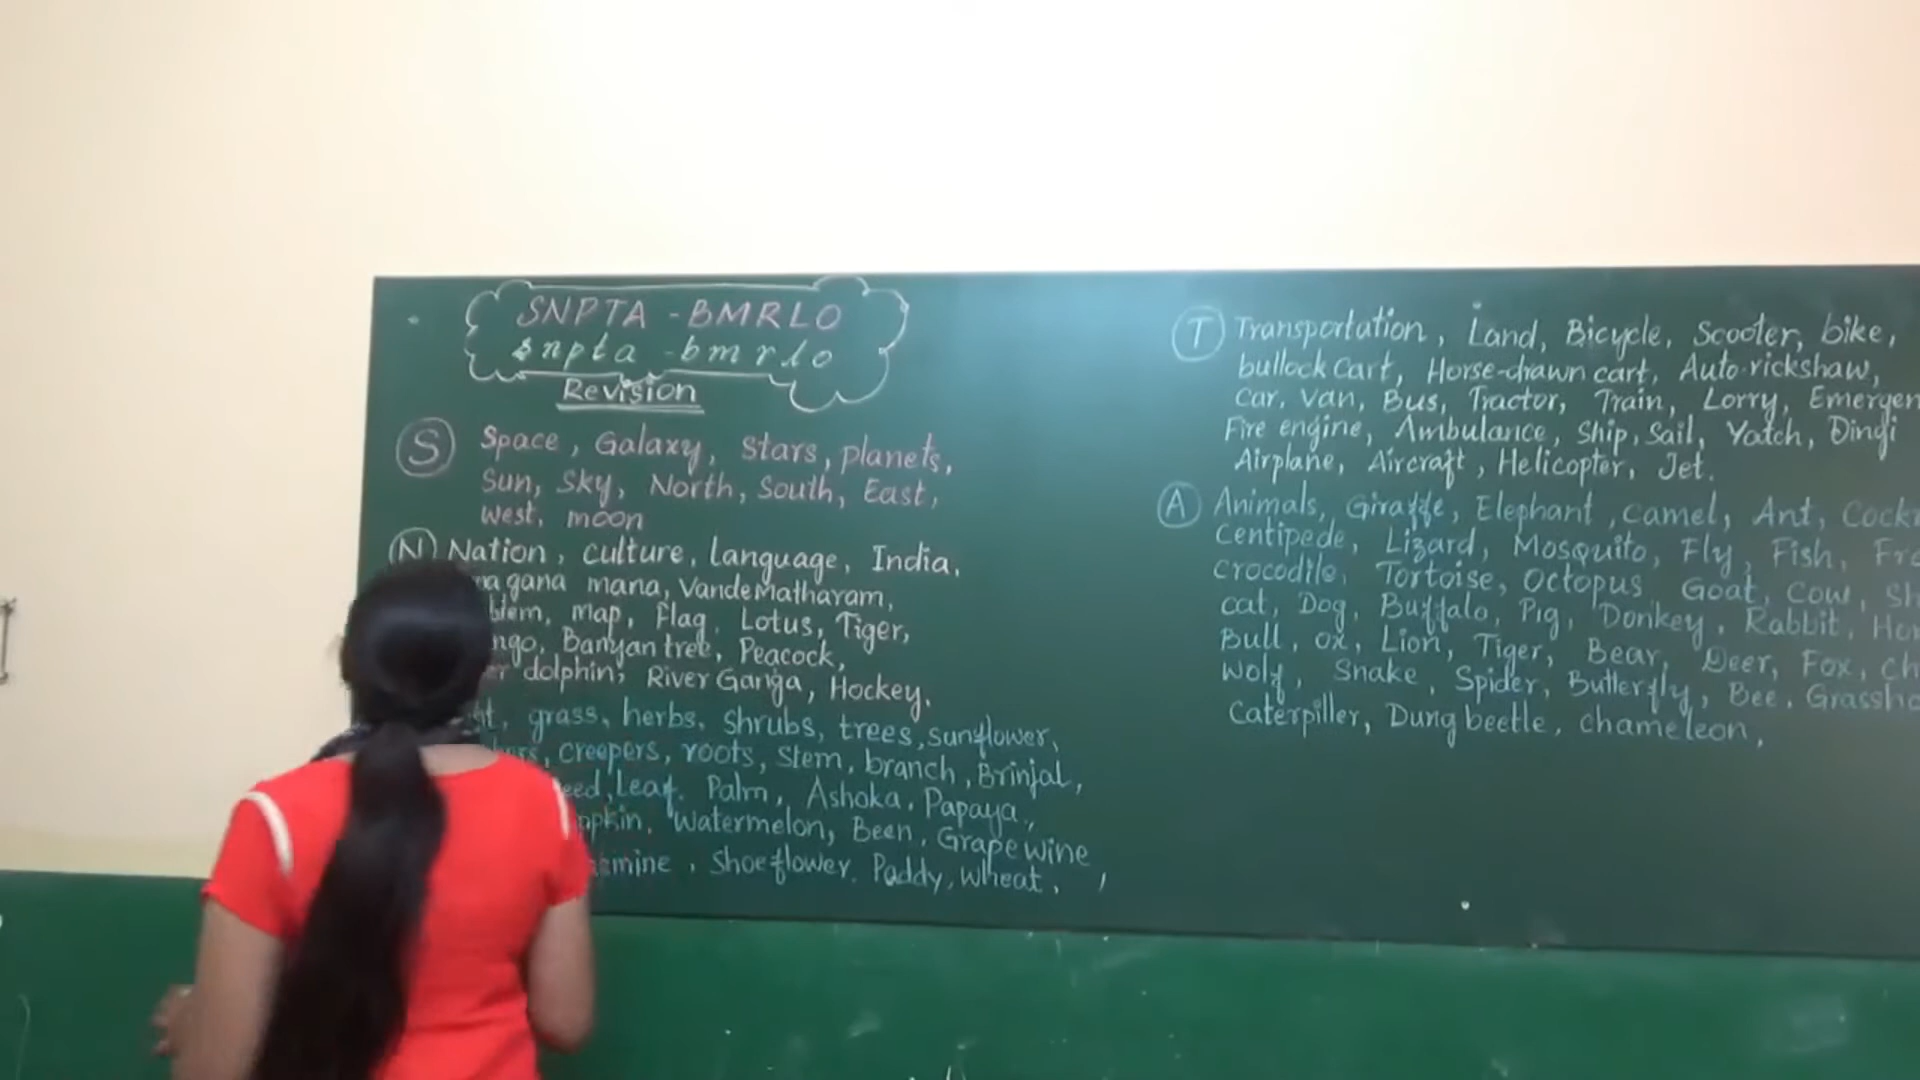 SNPTA - BMRLO
snpta - bmrlo
Revision
S Space, Galaxy, Stars, planets,
Sun, Sky, North, South, East,
West, moon
N Nation, culture, language, India,
gana mana, VandeMatharam,
map, Flag, Lotus, Tiger,
Banyan tree, Peacock,
dolphin, River Ganga, Hockey.
grass, herbs, shrubs, trees, sunflower,
creepers, roots, Stem, branch, Brinjal,
Leaf, Palm, Ashoka, Papaya,
Watermelon, Been, Grape wine
Shoeflower, Paddy, wheat,
T Transportation, Land, Bicycle, Scooter, bike,
bullock Cart, Horse-drawn cart, Auto-rickshaw,
Car, Van, Bus, Tractor, Train, Lorry,
Fire engine, Ambulance, Ship, Sail, Yatch, Dingi
Airplane, Aircraft, Helicopter, Jet.
A Animals, Giraffe, Elephant, Camel, Ant,
Centipede, Lizard, Mosquito, Fly, Fish,
crocodile, Tortoise, Octopus Goat, Cow,
cat, Dog, Buffalo, Pig, Donkey, Rabbit,
Bull, ox, Lion, Tiger, Bear, Deer, Fox,
Wolf, Snake, Spider, Butterfly, Bee,
Caterpiller, Dung beetle, chameleon,